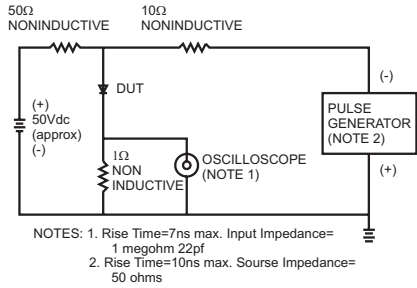 50Ω
NONINDUCTIVE
10Ω
NONINDUCTIVE
(+)
50Vdc
(approx)
(-)
DUT
1Ω
NON
INDUCTIVE
OSCILLOSCOPE
(NOTE 1)
(-)
PULSE
GENERATOR
(NOTE 2)
(+)
NOTES: 1. Rise Time=7ns max. Input Impedance=
1 megohm 22pf
2. Rise Time=10ns max. Sourse Impedance=
50 ohms